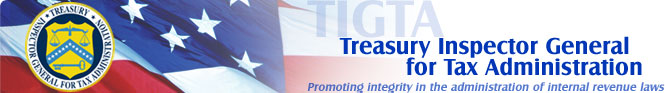 TIGTA
TREASURY
INSPECTOR GENERAL FOR TAX ADMINISTRATION
Treasury Inspector General
for Tax Administration
Promoting integrity in the administration of internal revenue laws